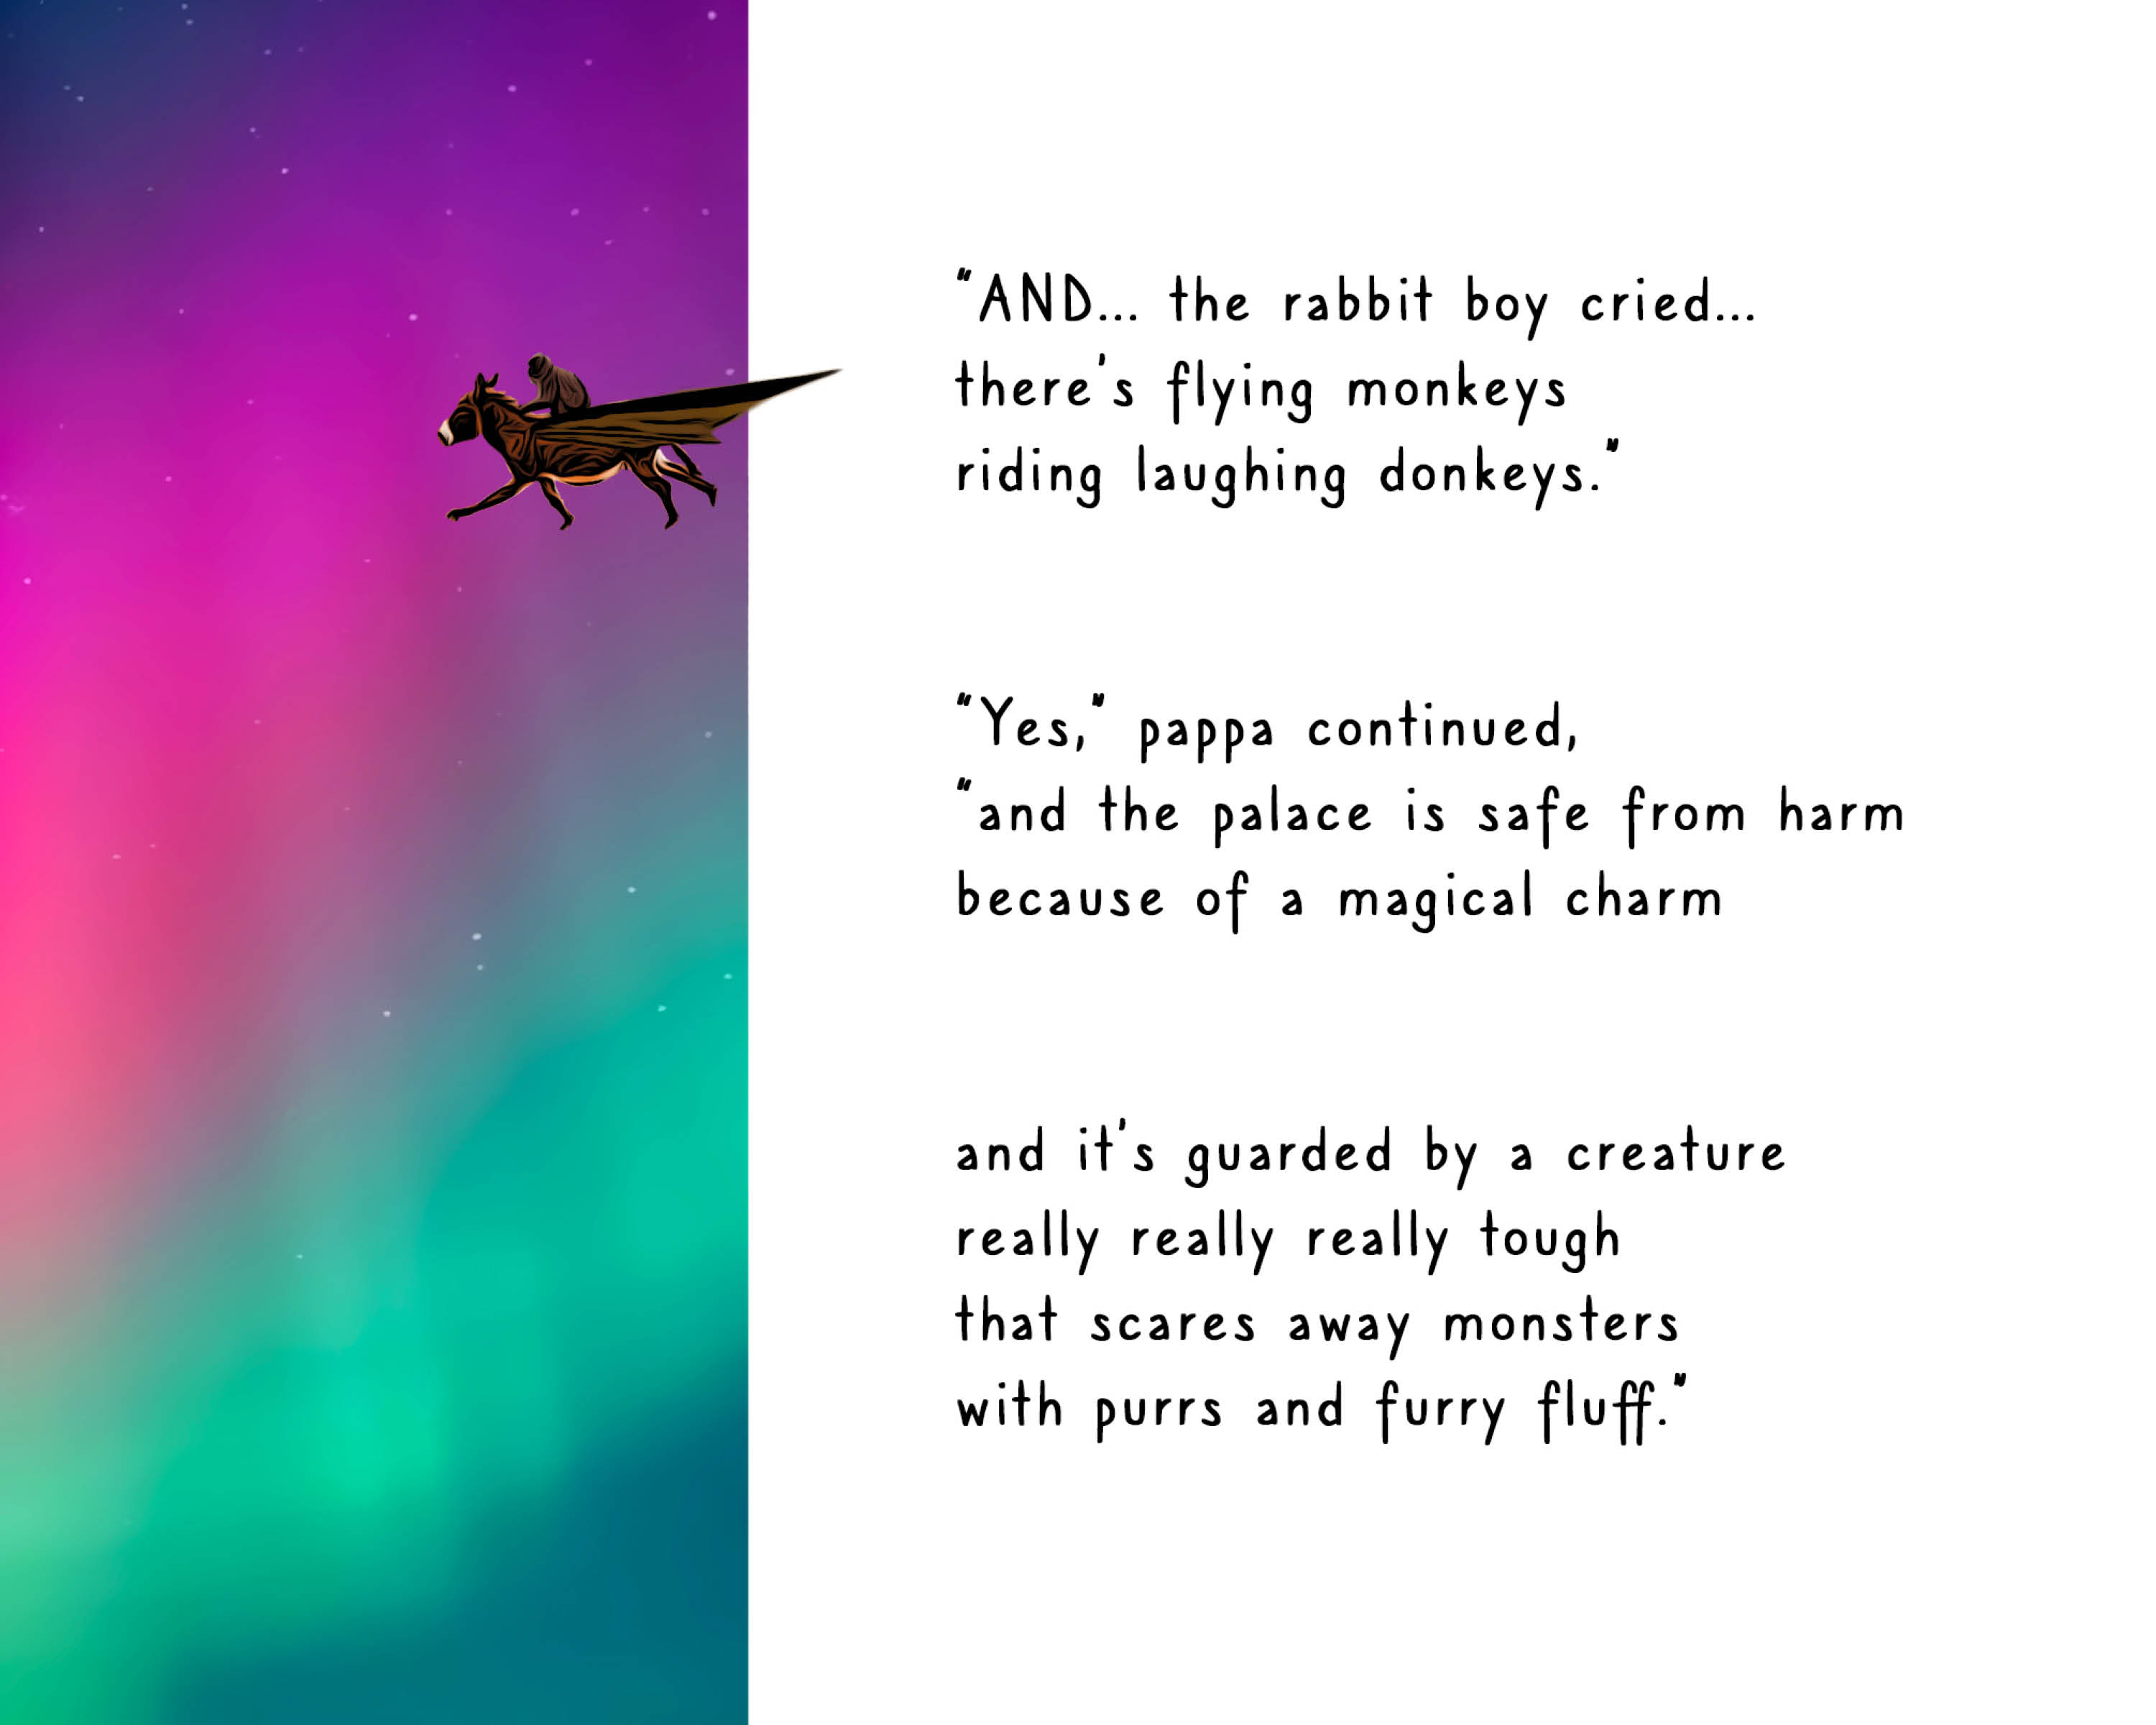 "AND... the rabbit boy cried...
there's flying monkeys
riding laughing donkeys."
"Yes," pappa continued,
"and the palace is safe from harm
because of a magical charm
and it's guarded by a creature
really really really tough
that scares away monsters
with purrs and furry fluff."